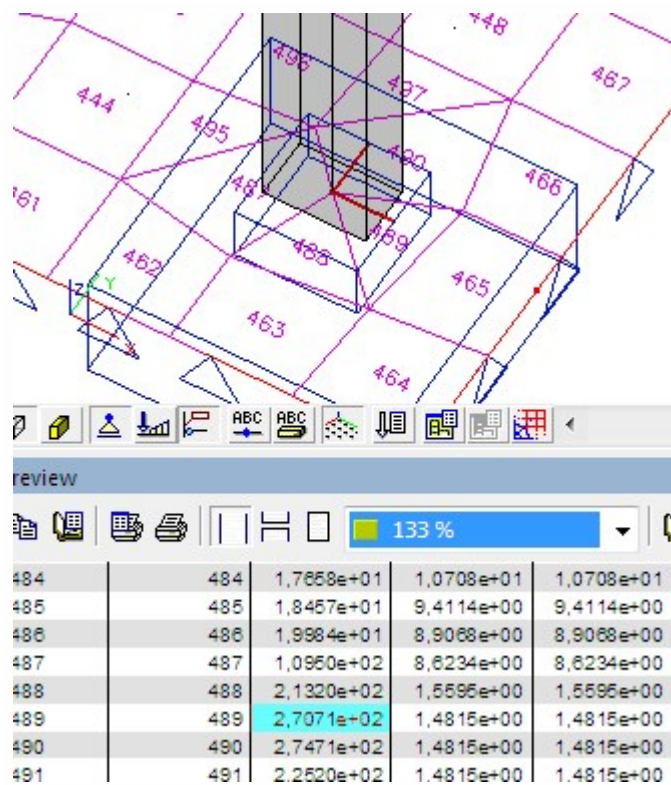 448
496
467
497
444
495
490
466
461
487
489
488
462
465
Z Y
463
464
ABC ABC
review
133 %
484 484 1,7658e+01 1,0708e+01 1,0708e+01
485 485 1,8457e+01 9,4114e+00 9,4114e+00
486 486 1,9984e+01 8,9068e+00 8,9068e+00
487 487 1,0950e+02 8,6234e+00 8,6234e+00
488 488 2,1320e+02 1,5595e+00 1,5595e+00
489 489 2,7071e+02 1,4815e+00 1,4815e+00
490 490 2,7471e+02 1,4815e+00 1,4815e+00
491 491 2,2520e+02 1,4815e+00 1,4815e+00